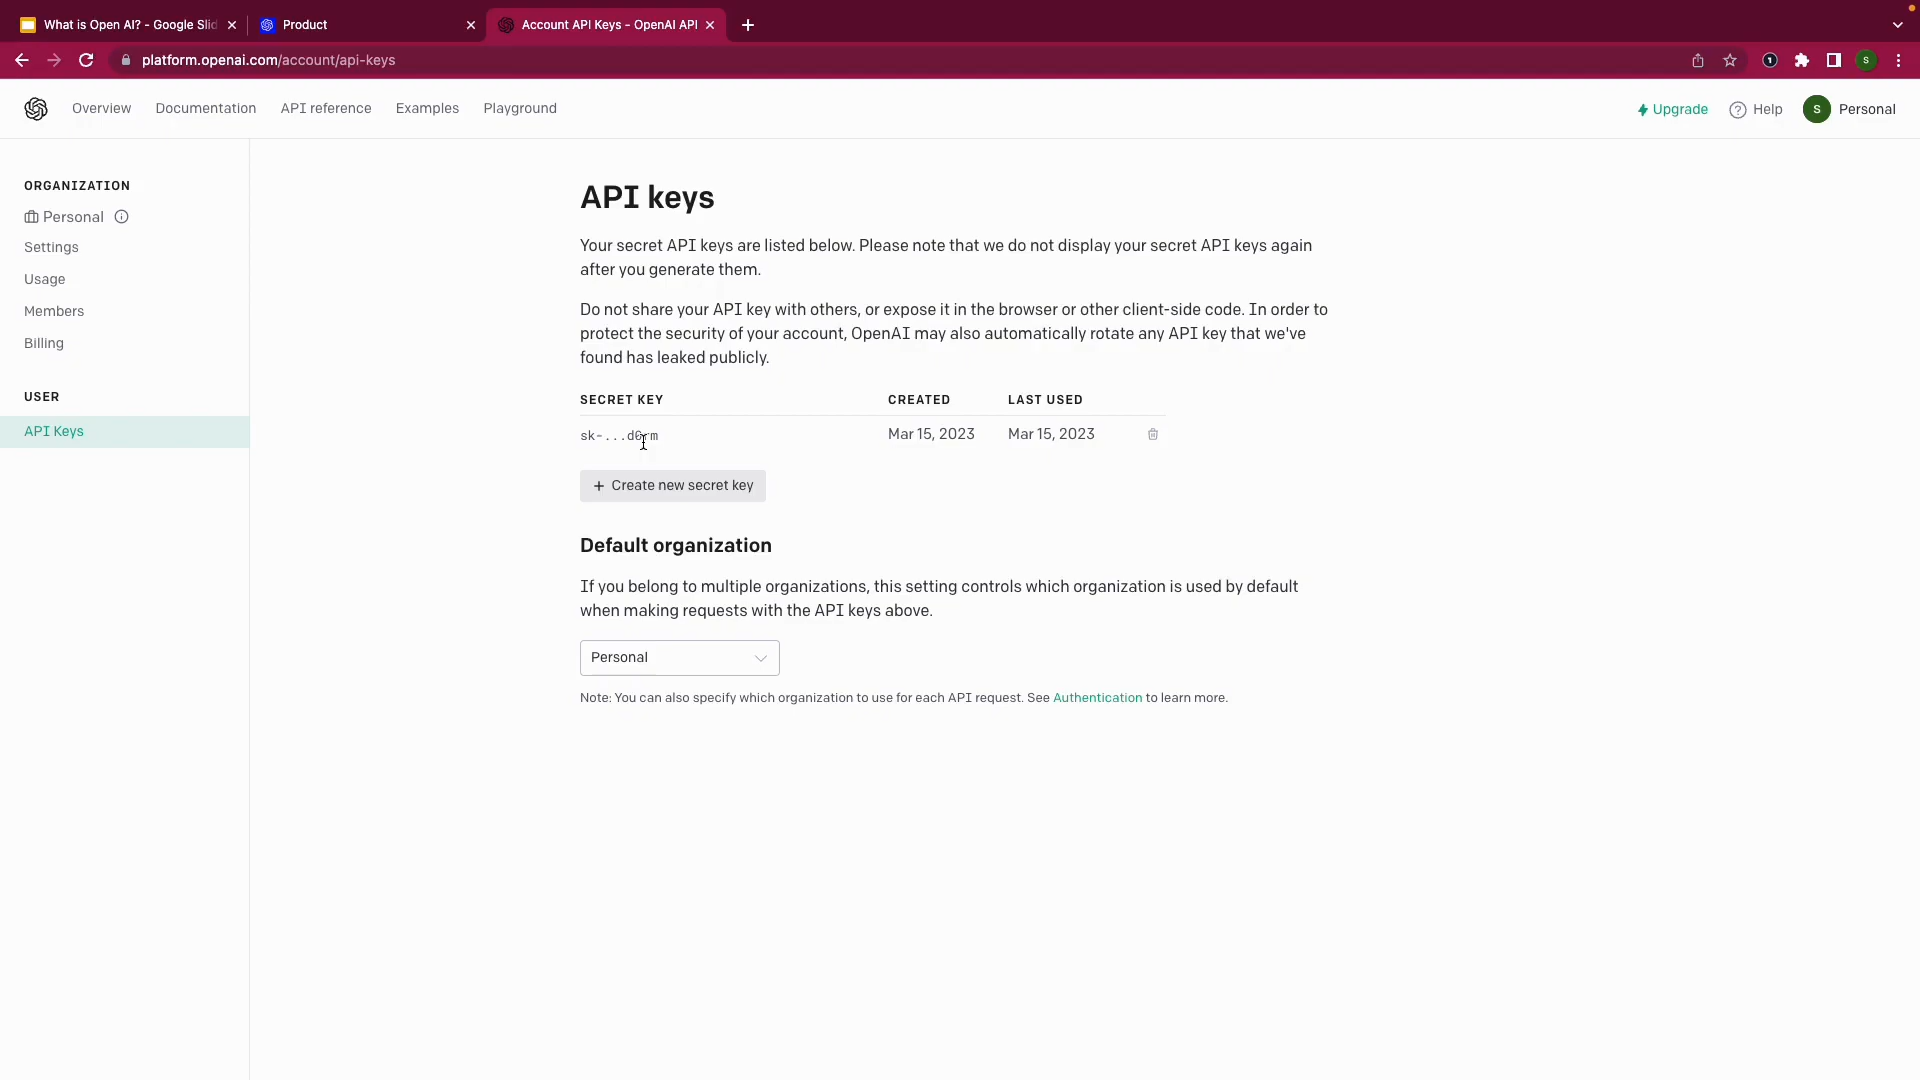 What is Open AI? - Google Slid
Product
Account API Keys - OpenAI API
platform.openai.com/account/api-keys
S
Overview
Documentation
API reference
Examples
Playground
Upgrade
Help
S
Personal
ORGANIZATION
Personal
Settings
Usage
Members
Billing
USER
API Keys
API keys
Your secret API keys are listed below. Please note that we do not display your secret API keys again
after you generate them.
Do not share your API key with others, or expose it in the browser or other client-side code. In order to
protect the security of your account, OpenAI may also automatically rotate any API key that we've
found has leaked publicly.
SECRET KEY CREATED LAST USED
Mar 15, 2023 Mar 15, 2023
+ Create new secret key
Default organization
If you belong to multiple organizations, this setting controls which organization is used by default
when making requests with the API keys above.
Personal
Note: You can also specify which organization to use for each API request. See Authentication to learn more.